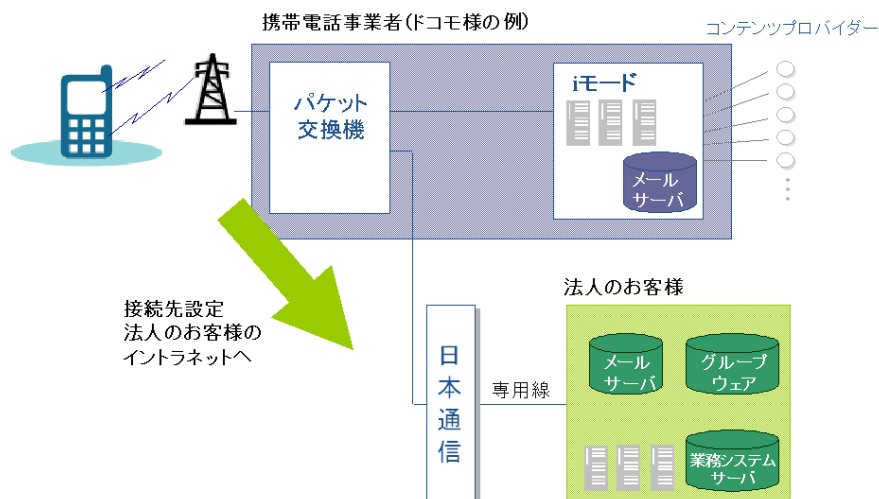 携帯電話事業者(ドコモ様の例)
コンテンツプロバイダー
パケット
交換機
iモード
メール
サーバ
接続先設定
法人のお客様の
イントラネットへ
法人のお客様
日
本
通
信
専用線
メール
サーバ
グループ
ウェア
業務システム
サーバ